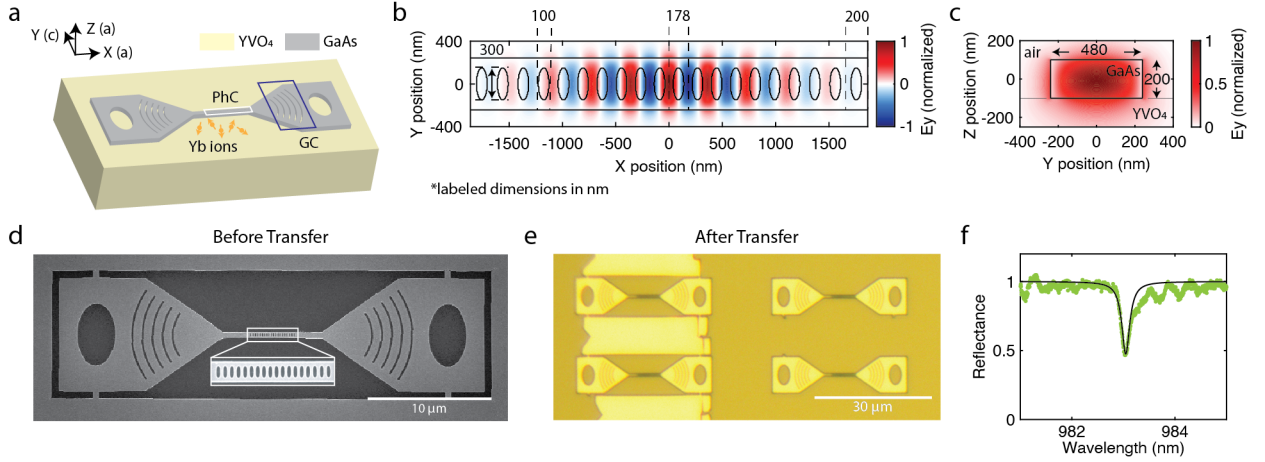 a
Z (a)
Y (c)
X (a)
YVO₄
GaAs
PhC
Yb ions
GC
b
100
178
200
300
400
0
-400
Y position (nm)
-1500
-1000
-500
0
500
1000
1500
X position (nm)
*labeled dimensions in nm
1
0
-1
Ey (normalized)
c
200
0
-200
Z position (nm)
air
480
GaAs
200
YVO₄
-400
-200
0
200
400
Y position (nm)
1
0.5
0
Ey (normalized)
d
Before Transfer
10 μm
e
After Transfer
30 μm
f
1
0.5
0
Reflectance
982
984
Wavelength (nm)